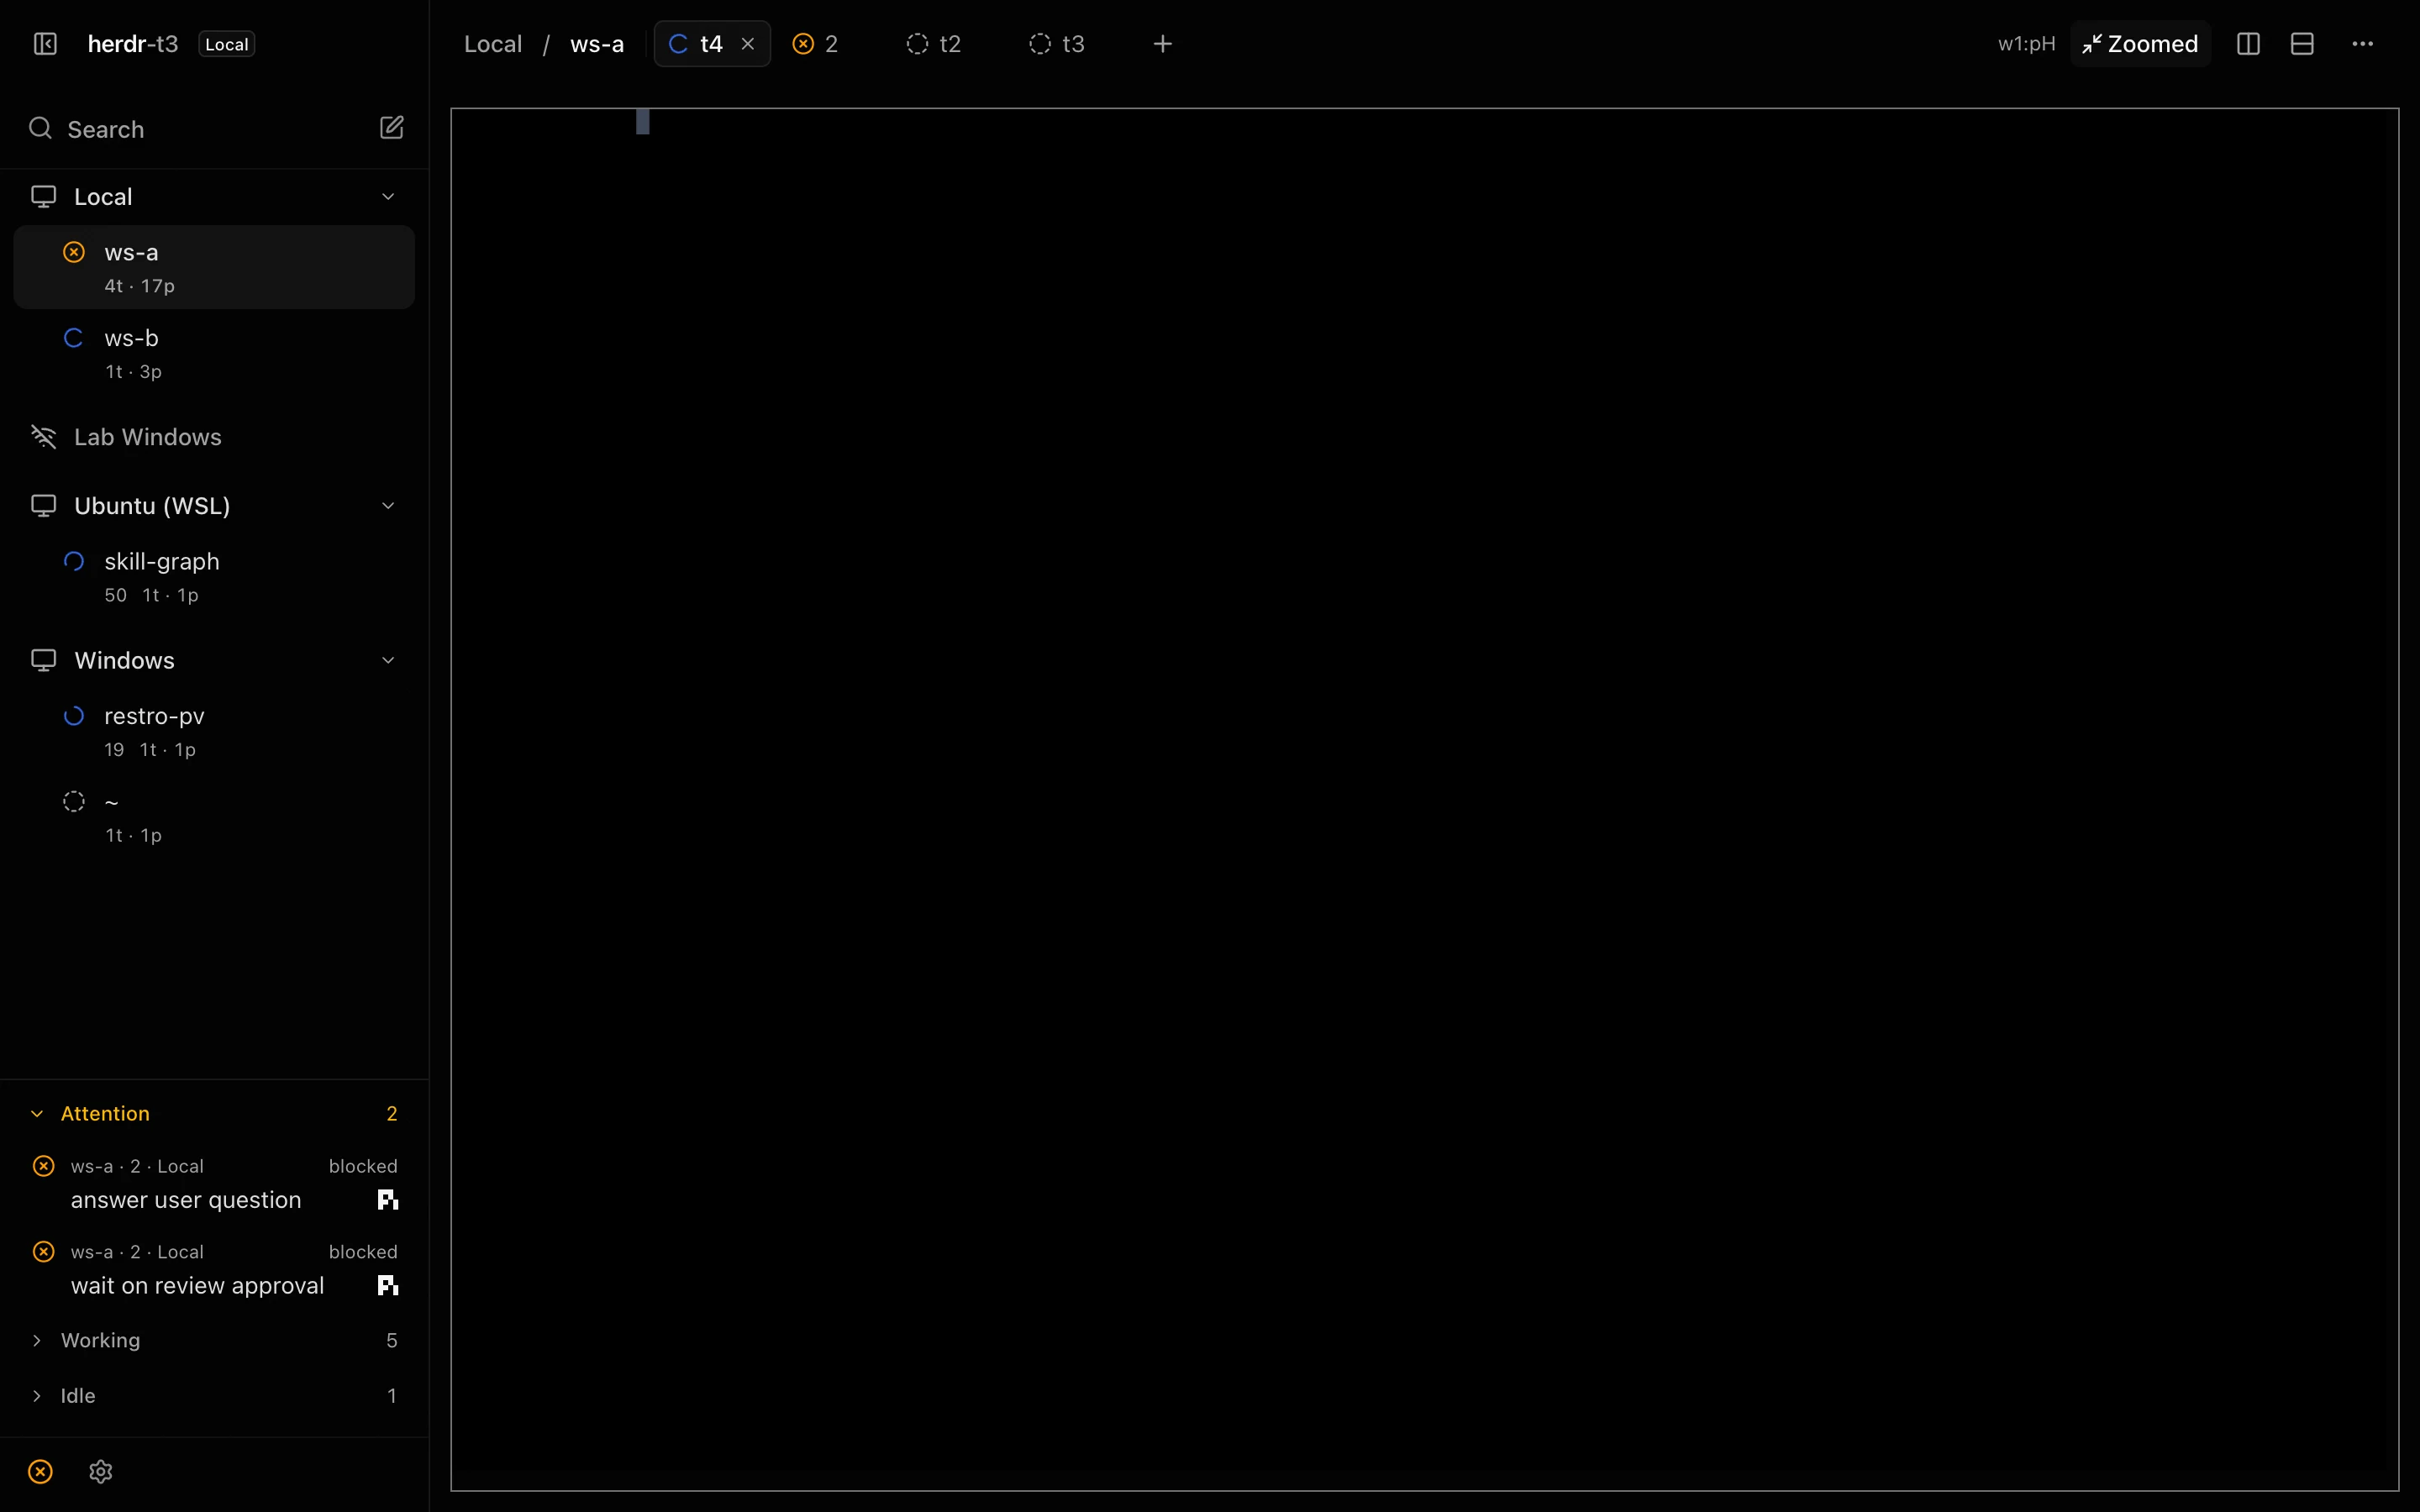 herdr-t3 Local
Search
Local
ws-a
4t · 17p
ws-b
1t · 3p
Lab Windows
Ubuntu (WSL)
skill-graph
50 1t · 1p
Windows
restro-pv
19 1t · 1p
~
1t · 1p
Attention 2
ws-a · 2 · Local blocked
answer user question
ws-a · 2 · Local blocked
wait on review approval
Working 5
Idle 1
Local / ws-a t4 2 t2 t3 w1:pH Zoomed